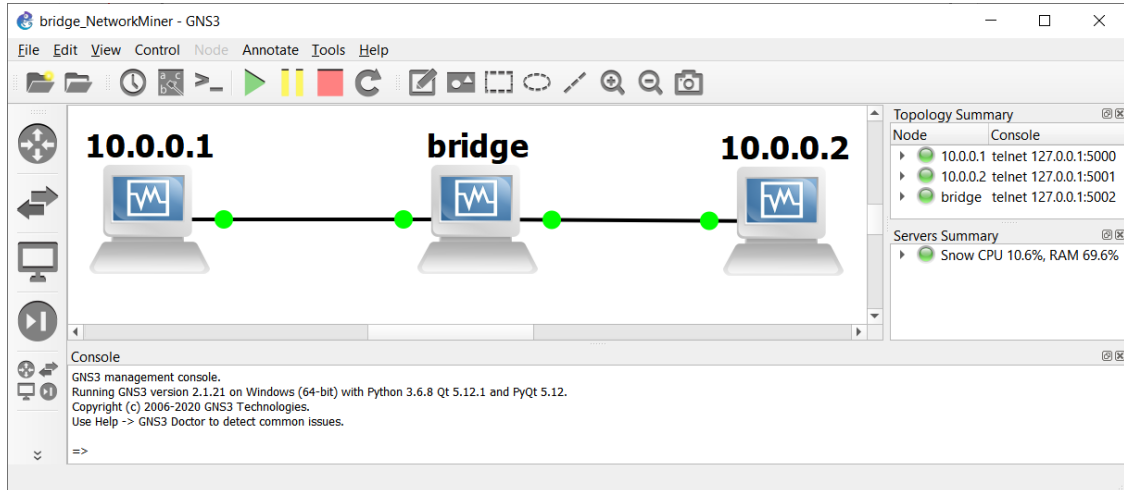 bridge_NetworkMiner - GNS3
File Edit View Control Node Annotate Tools Help
10.0.0.1 bridge 10.0.0.2
Topology Summary
Node Console
10.0.0.1 telnet 127.0.0.1:5000
10.0.0.2 telnet 127.0.0.1:5001
bridge telnet 127.0.0.1:5002
Servers Summary
Snow CPU 10.6%, RAM 69.6%
Console
GNS3 management console.
Running GNS3 version 2.1.21 on Windows (64-bit) with Python 3.6.8 Qt 5.12.1 and PyQt 5.12.
Copyright (c) 2006-2020 GNS3 Technologies.
Use Help -> GNS3 Doctor to detect common issues.
=>